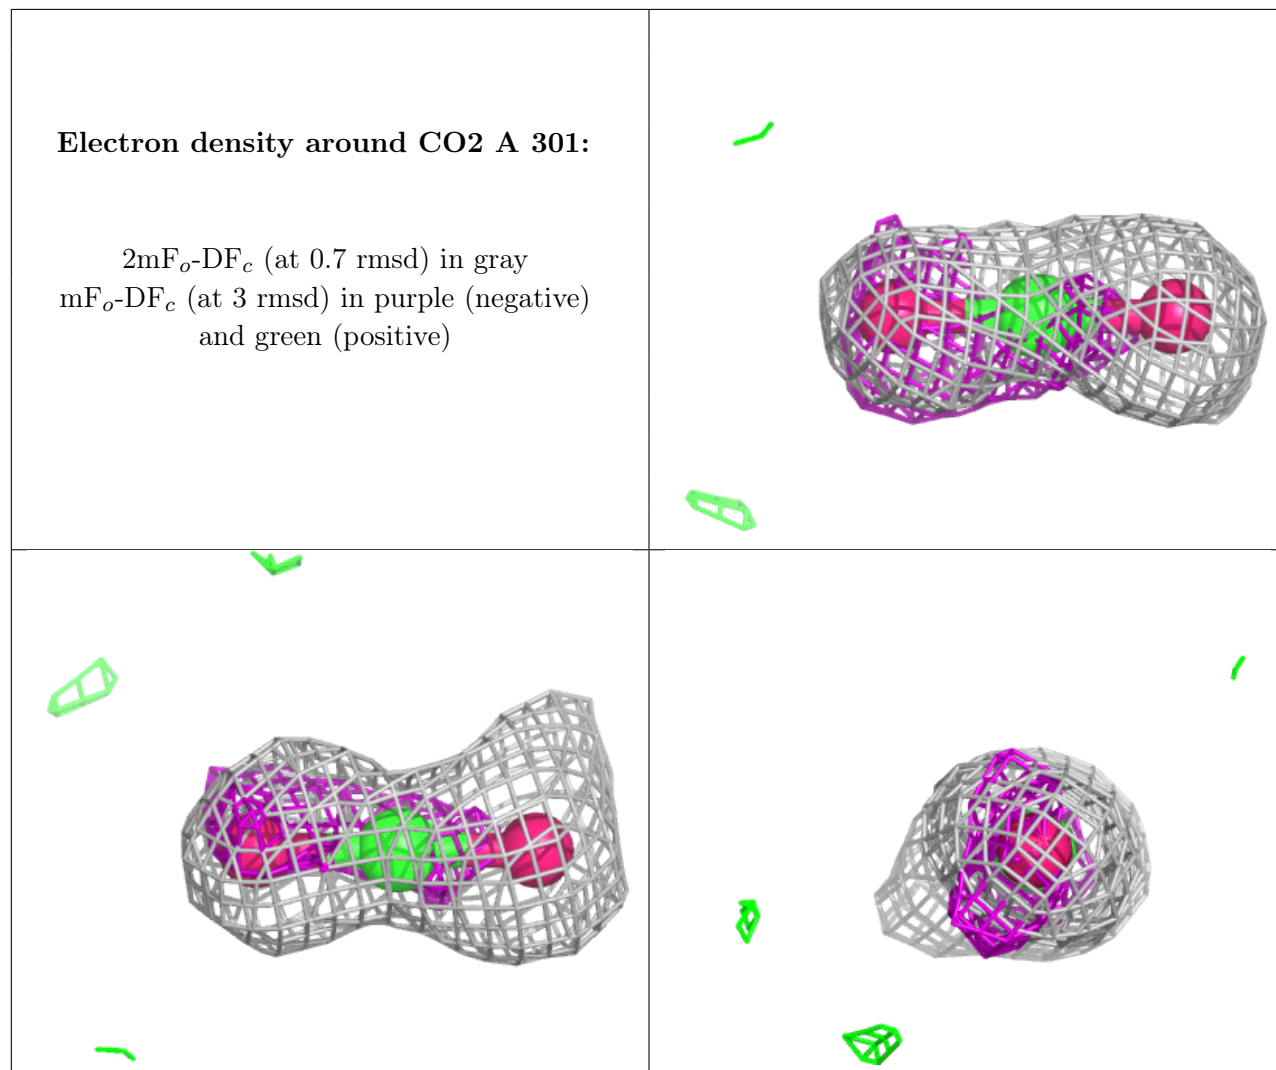 Electron density around CO2 A 301:
2mFo-DFc (at 0.7 rmsd) in gray
mFo-DFc (at 3 rmsd) in purple (negative)
and green (positive)